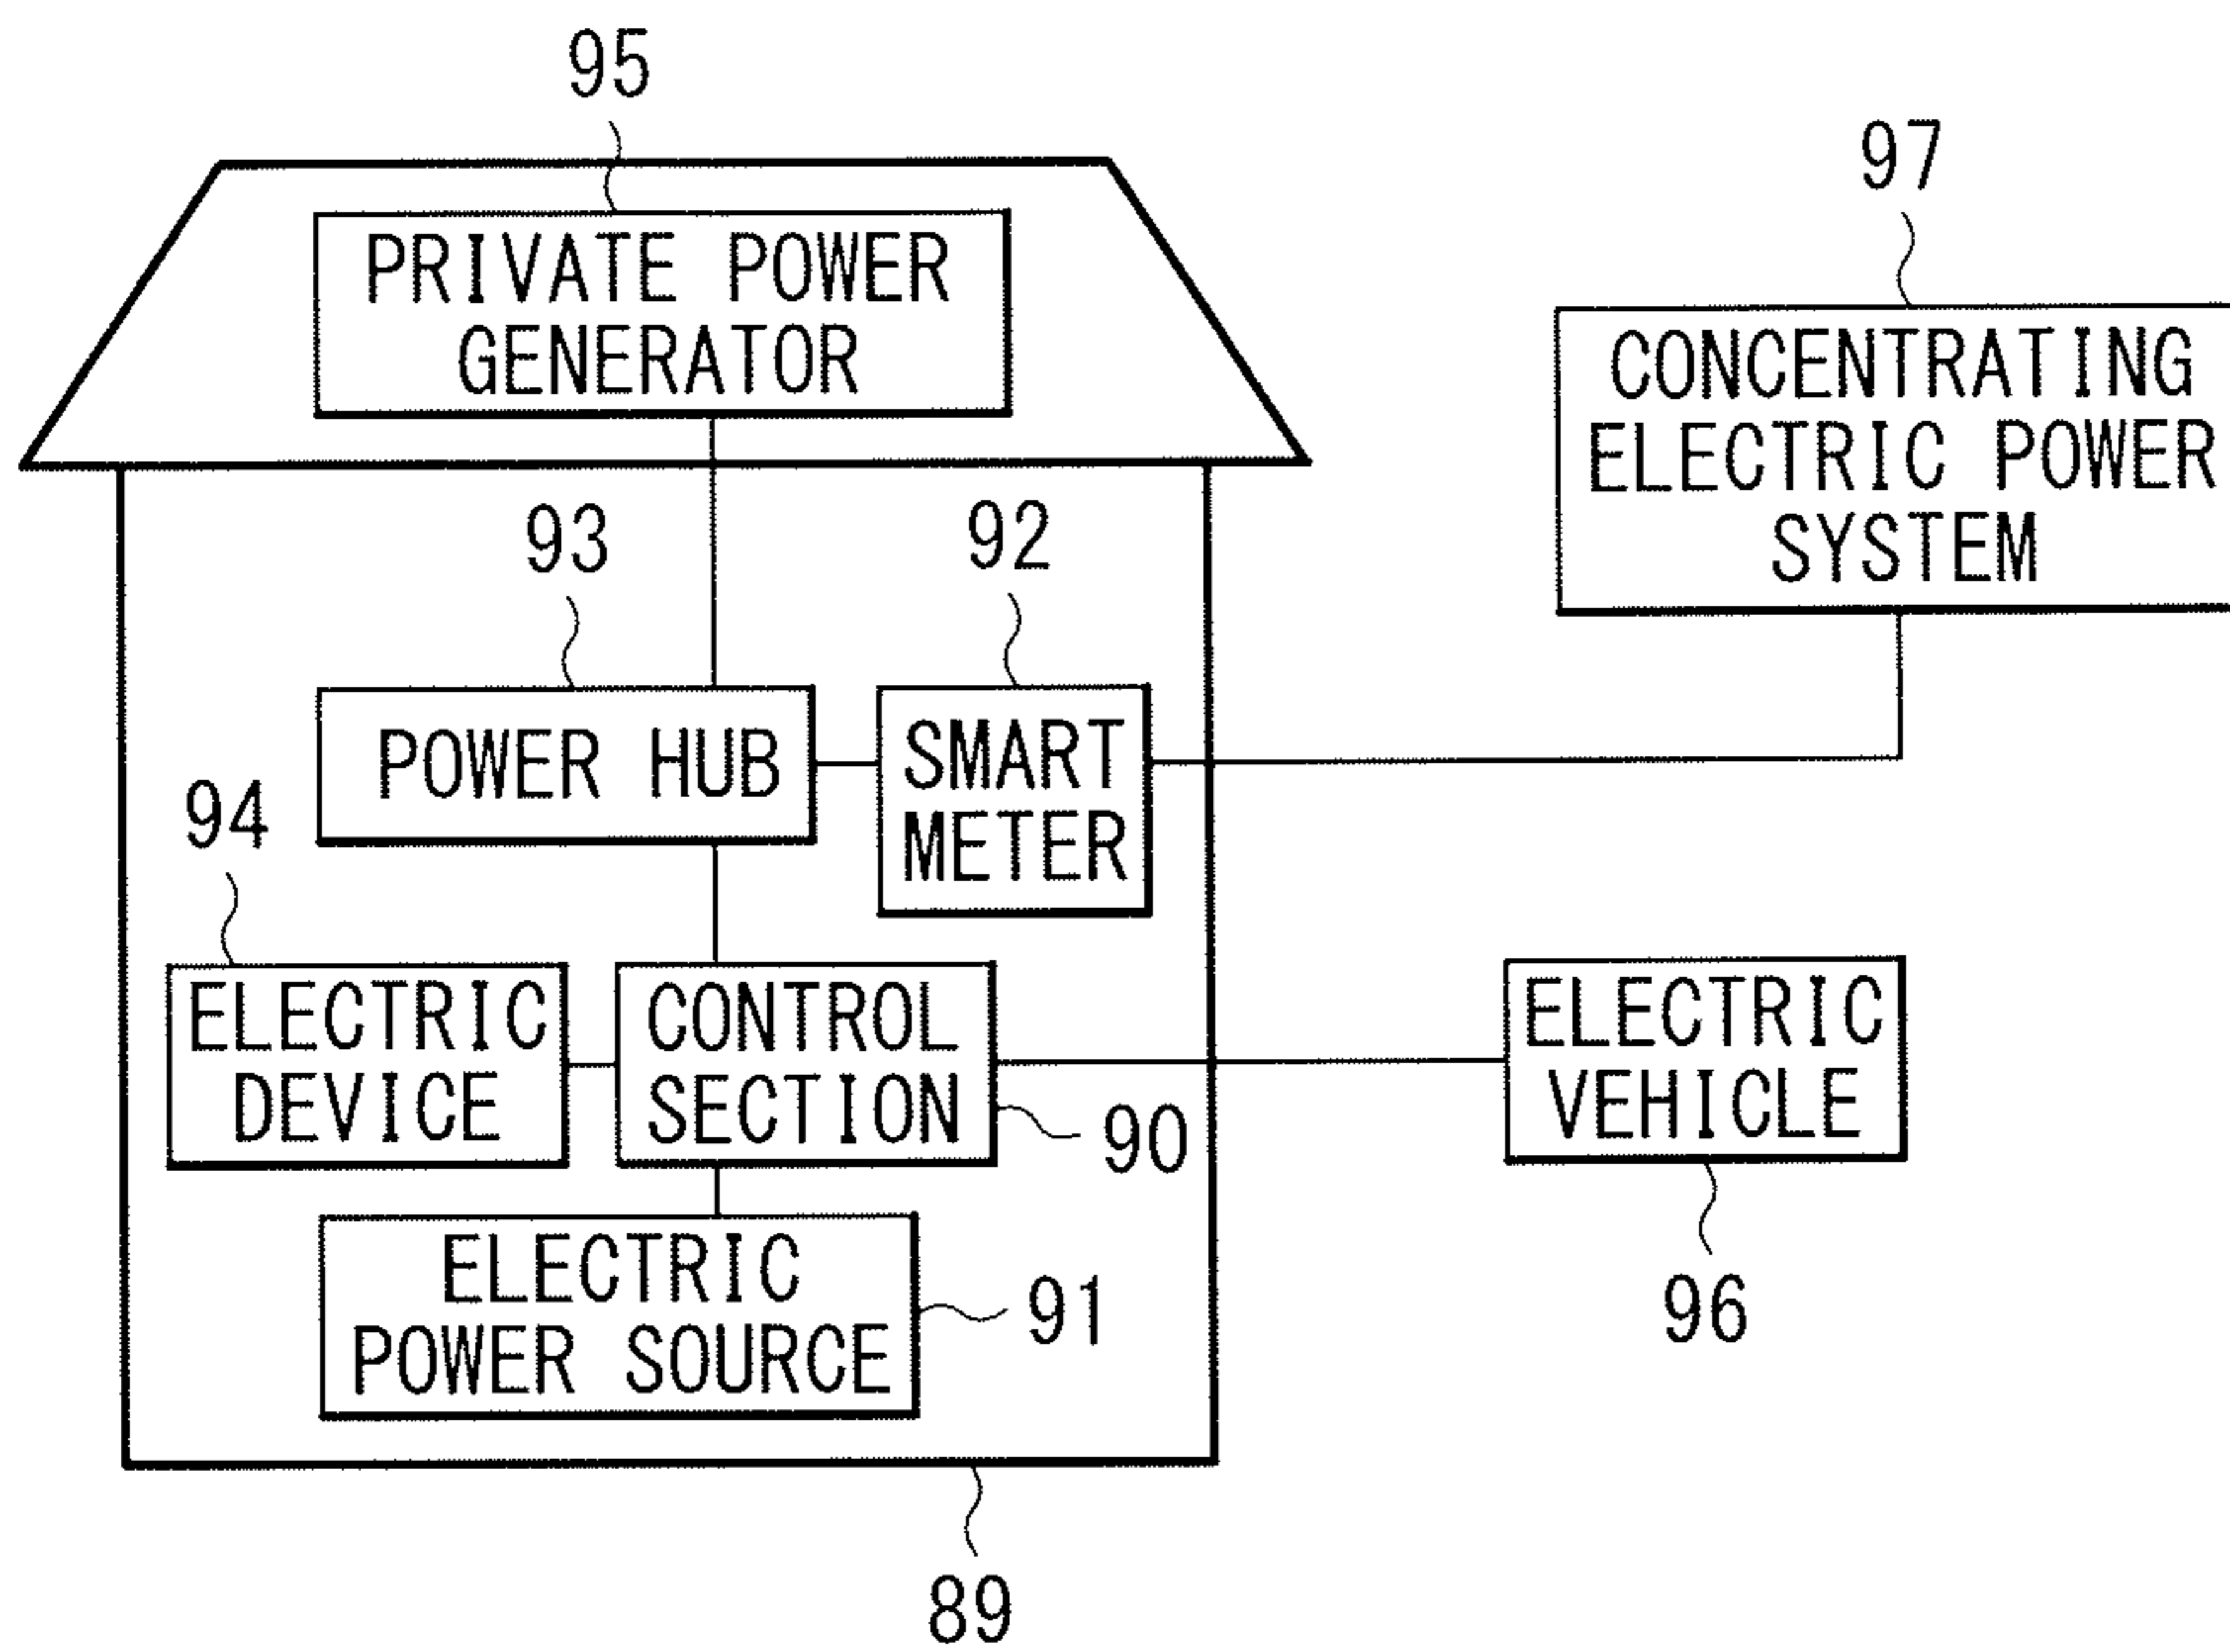 95
PRIVATE POWER
GENERATOR
97
CONCENTRATING
ELECTRIC POWER
SYSTEM
93
92
POWER HUB
SMART
METER
94
ELECTRIC
DEVICE
CONTROL
SECTION
90
ELECTRIC
VEHICLE
96
ELECTRIC
POWER SOURCE
91
89